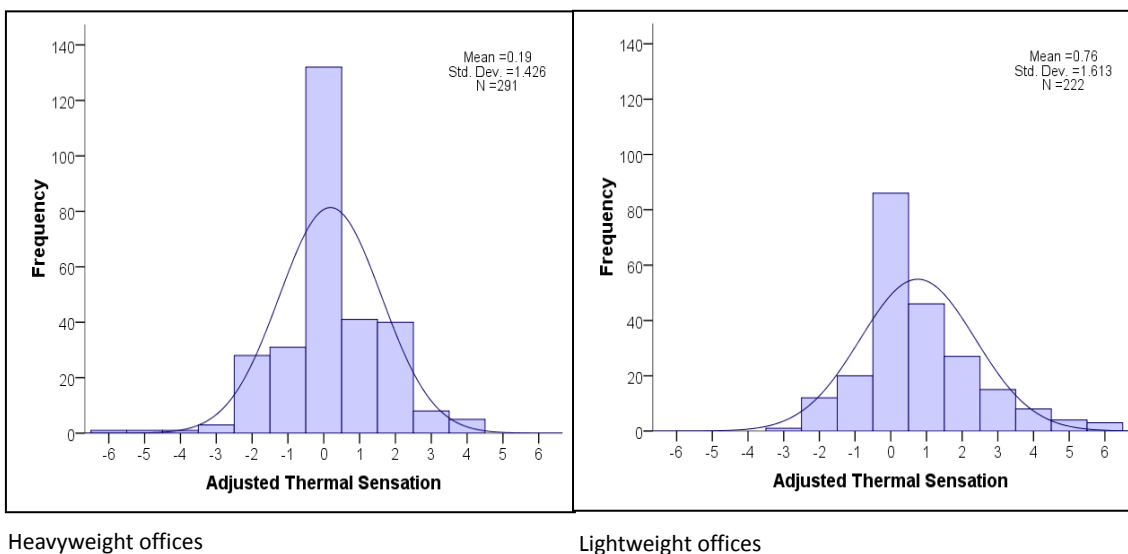 Mean =0.19
Std. Dev. =1.426
N =291
140
120
100
80
60
40
20
0
Frequency
-6 -5 -4 -3 -2 -1 0 1 2 3 4 5 6
Adjusted Thermal Sensation
Heavyweight offices
Mean =0.76
Std. Dev. =1.613
N =222
140
120
100
80
60
40
20
0
Frequency
-6 -5 -4 -3 -2 -1 0 1 2 3 4 5 6
Adjusted Thermal Sensation
Lightweight offices